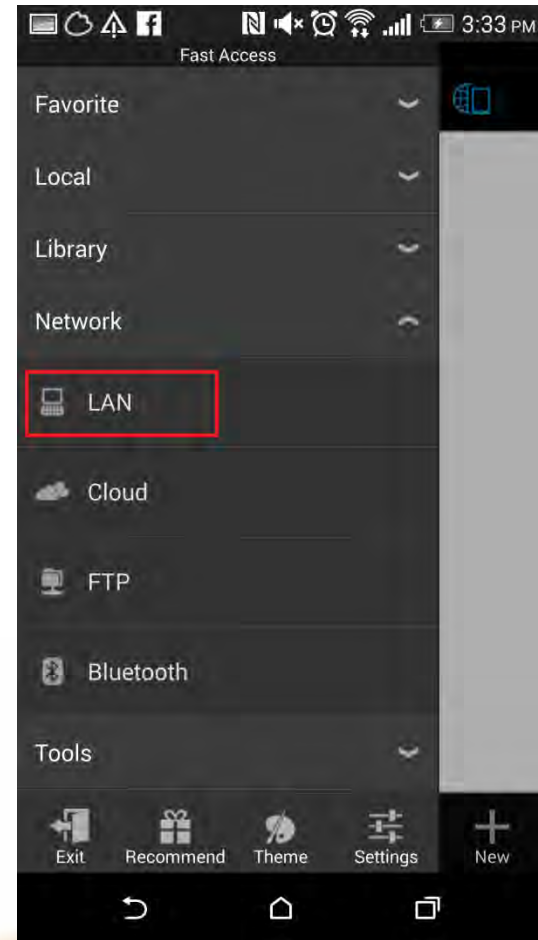 3:33 PM
Fast Access
Favorite
Local
Library
Network
LAN
Cloud
FTP
Bluetooth
Tools
Exit Recommend Theme Settings New